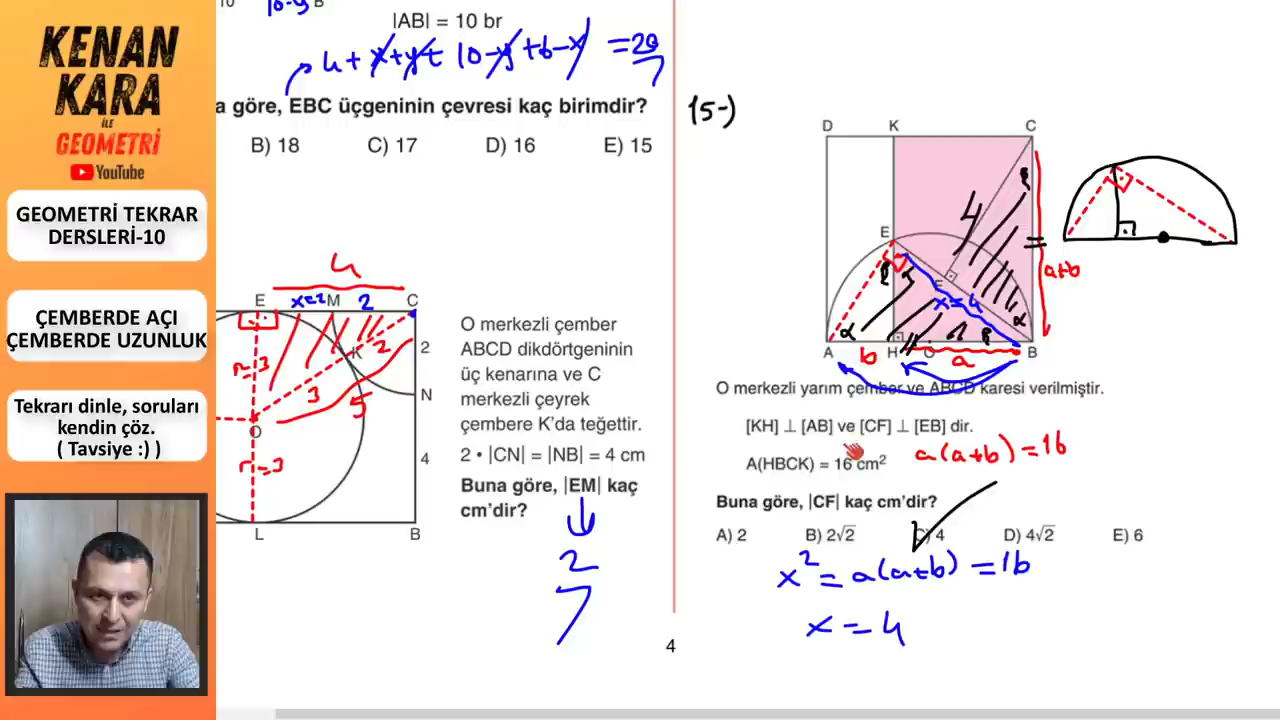 KENAN
KARA
İLE
GEOMETRİ
YouTube
GEOMETRİ TEKRAR
DERSLERİ-10
ÇEMBERDE AÇI
ÇEMBERDE UZUNLUK
Tekrarı dinle, soruları
kendin çöz.
( Tavsiye :) )
10 10-y B
|AB| = 10 br
4+x+y+10-y+6-x =20
a göre, EBC üçgeninin çevresi kaç birimdir?
B) 18 C) 17 D) 16 E) 15
4
E x=2 M 2 C
r=3 K 2 2
3 5 N
O
r=3 4
L B
O merkezli çember
ABCD dikdörtgeninin
üç kenarına ve C
merkezli çeyrek
çembere K'da teğettir.
2 • |CN| = |NB| = 4 cm
Buna göre, |EM| kaç
cm'dir?
2
15-)
D K C
4
E a+b
F
x=4
α α
A b H O a B
O merkezli yarım çember ve ABCD karesi verilmiştir.
[KH] ⊥ [AB] ve [CF] ⊥ [EB] dir.
A(HBCK) = 16 cm²
a(a+b)=16
Buna göre, |CF| kaç cm'dir?
A) 2 B) 2√2 C) 4 D) 4√2 E) 6
x² = a(a+b) = 16
x = 4
4